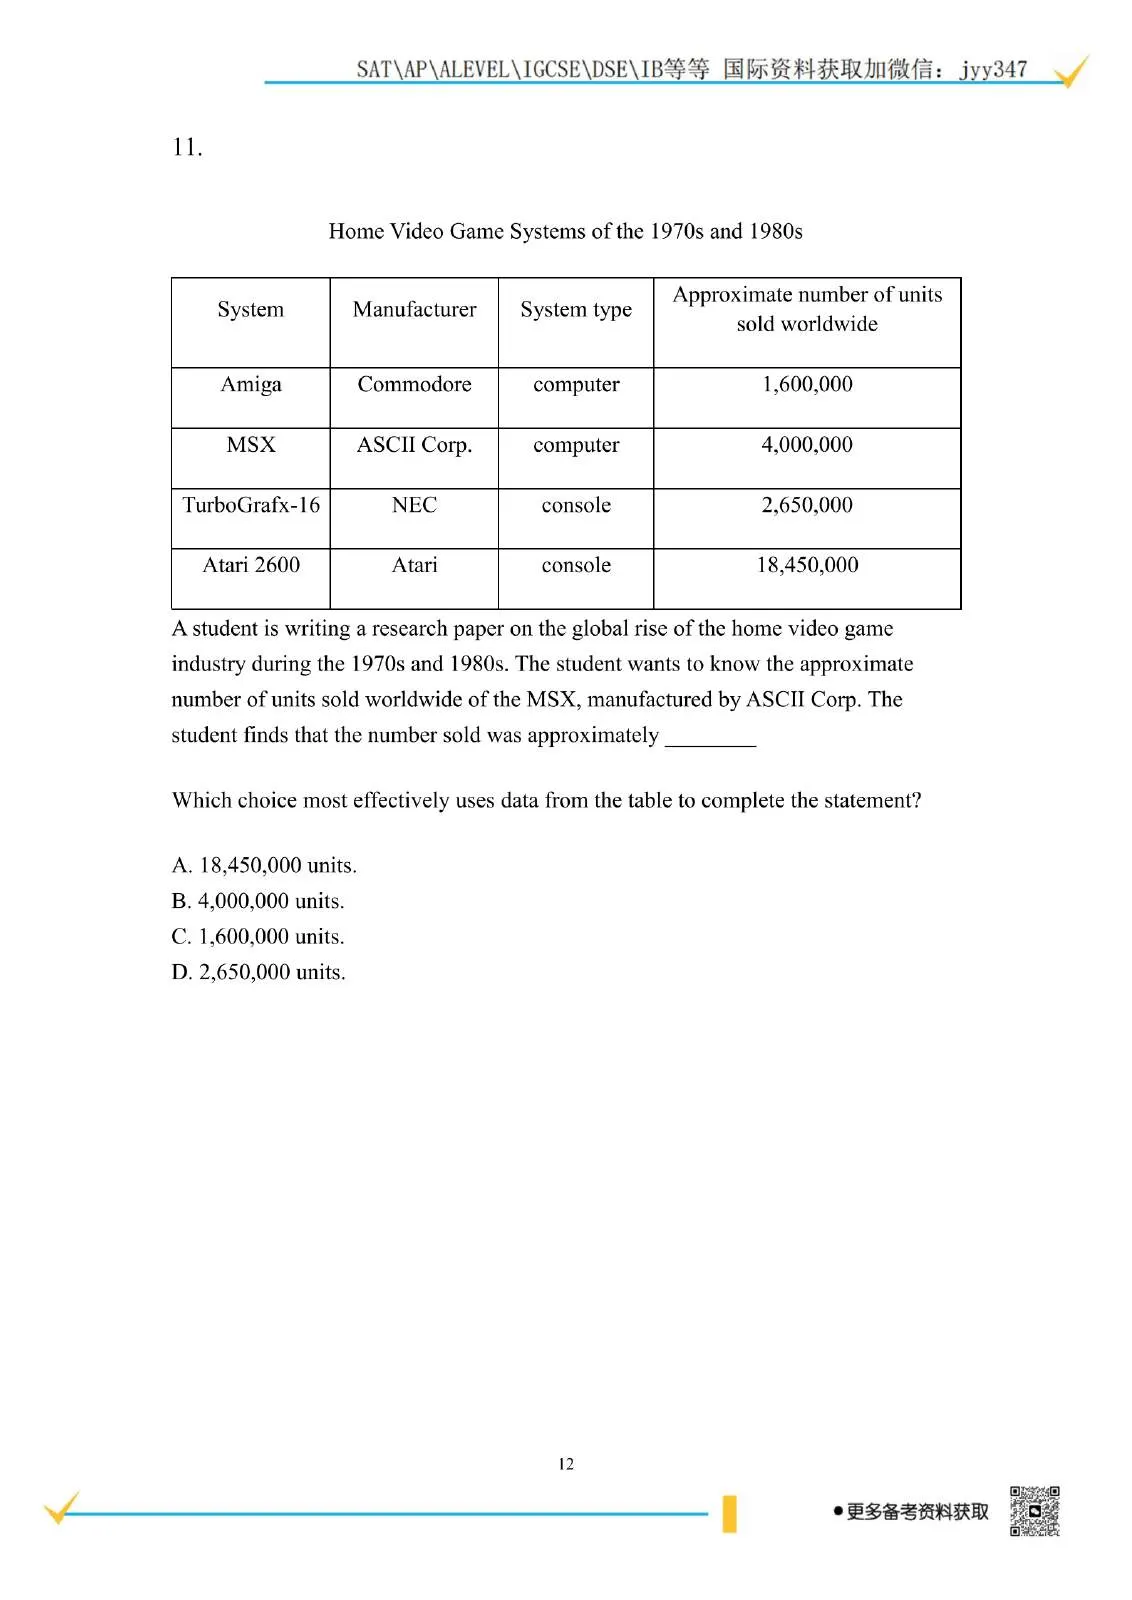 SAT\AP\ALEVEL\IGCSE\DSE\IB等等 国际资料获取加微信：jyy347
11.
Home Video Game Systems of the 1970s and 1980s
System Manufacturer System type Approximate number of units sold worldwide
Amiga Commodore computer 1,600,000
MSX ASCII Corp. computer 4,000,000
TurboGrafx-16 NEC console 2,650,000
Atari 2600 Atari console 18,450,000
A student is writing a research paper on the global rise of the home video game
industry during the 1970s and 1980s. The student wants to know the approximate
number of units sold worldwide of the MSX, manufactured by ASCII Corp. The
student finds that the number sold was approximately ________
Which choice most effectively uses data from the table to complete the statement?
A. 18,450,000 units.
B. 4,000,000 units.
C. 1,600,000 units.
D. 2,650,000 units.
12
●更多备考资料获取